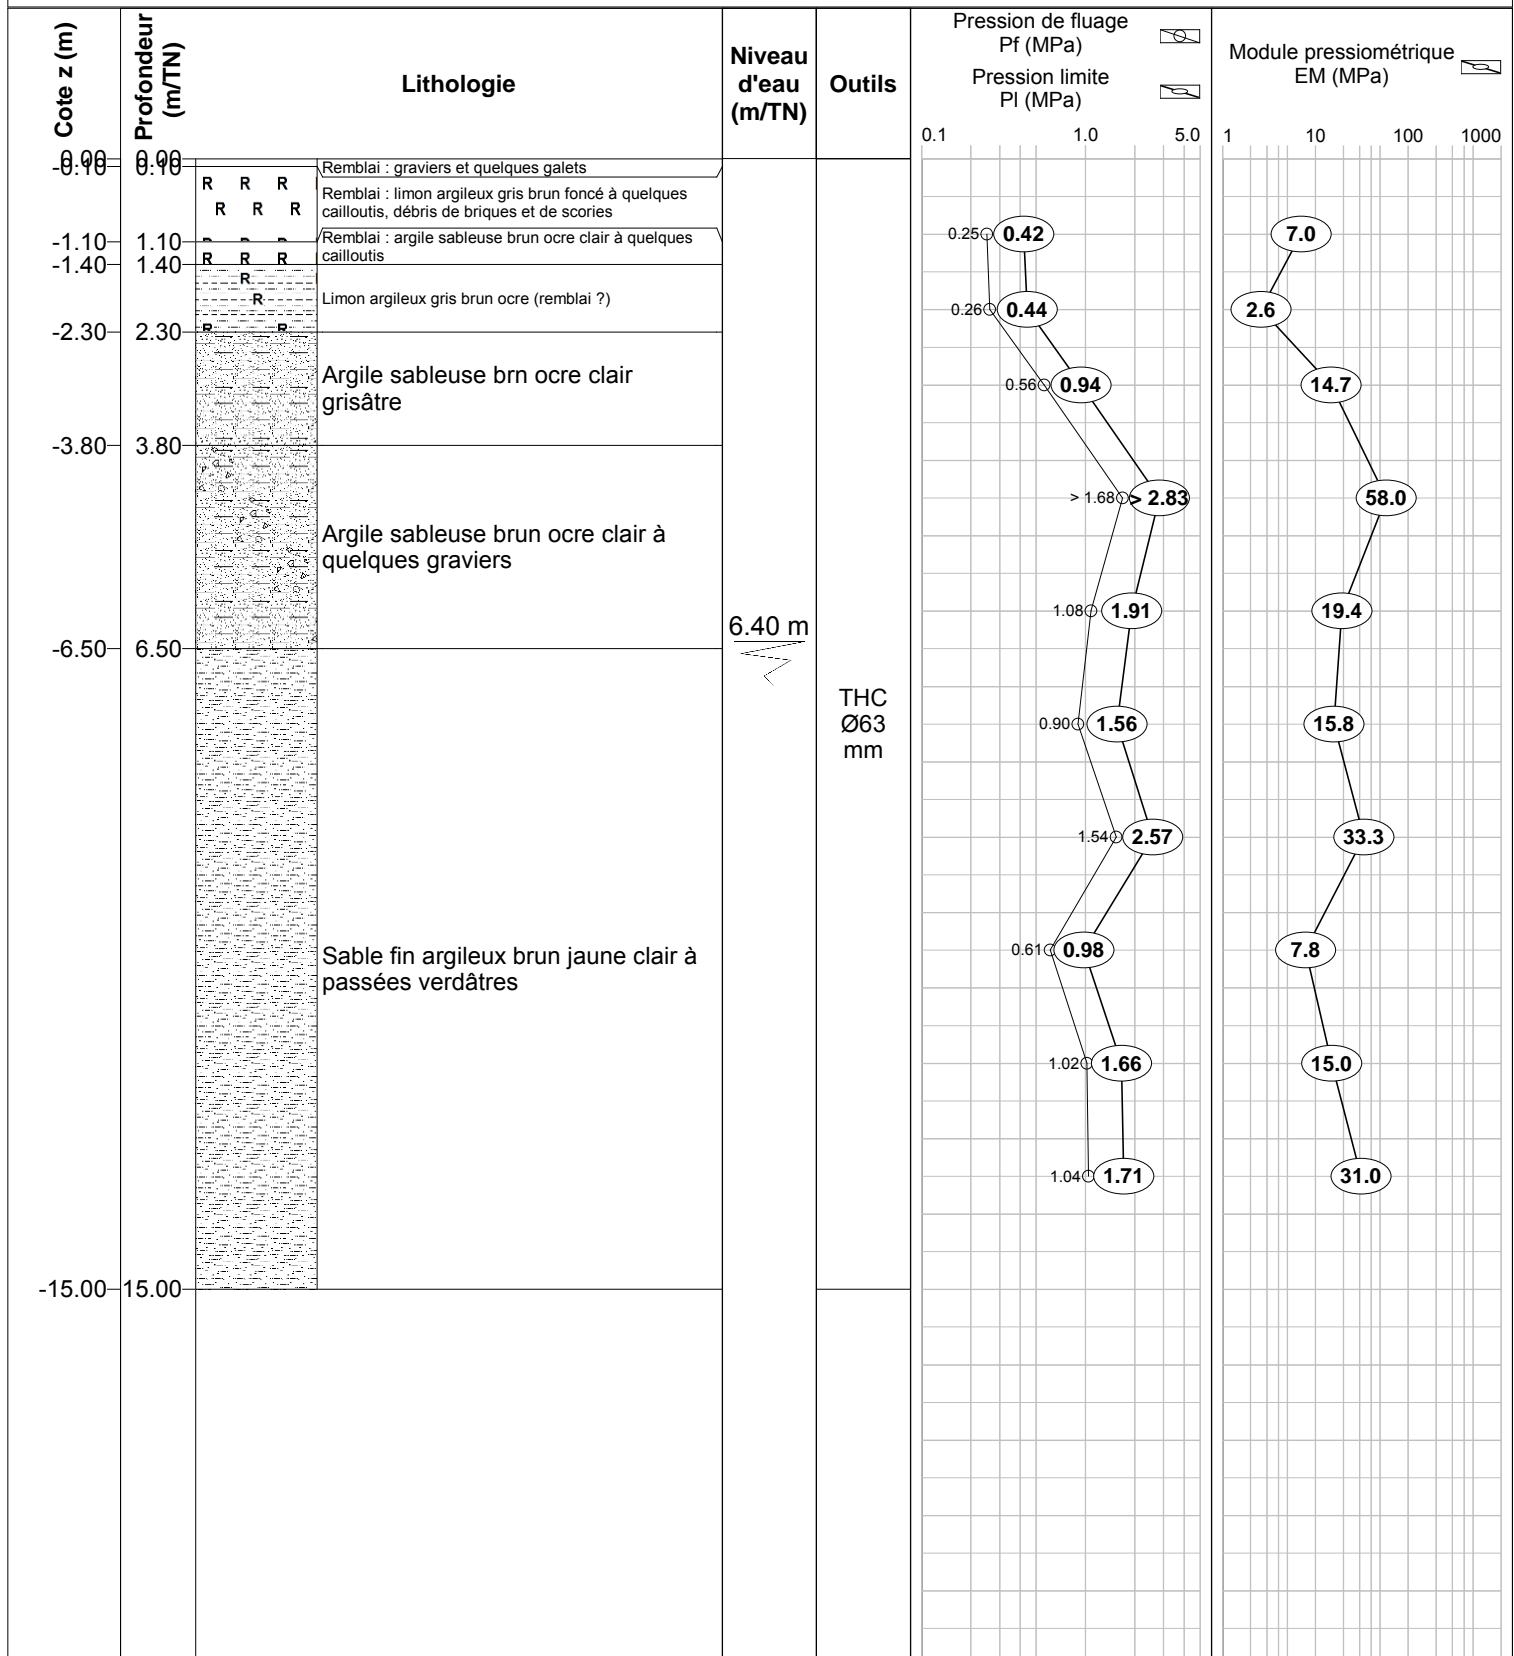 Cote z (m)
Profondeur
(m/TN)
Lithologie
Niveau
d'eau
(m/TN)
Outils
Pression de fluage
Pf (MPa)
Pression limite
Pl (MPa)
0.1 1.0 5.0
Module pressiométrique
EM (MPa)
1 10 100 1000
0.00 0.00
-0.10 0.10
Remblai : graviers et quelques galets
R R R
Remblai : limon argileux gris brun foncé à quelques
cailloutis, débris de briques et de scories
R R R
-1.10 1.10
R R R
Remblai : argile sableuse brun ocre clair à quelques
cailloutis
0.25 0.42 7.0
R R R
-1.40 1.40
R
R
Limon argileux gris brun ocre (remblai ?)
0.26 0.44 2.6
R R
-2.30 2.30
Argile sableuse brn ocre clair
grisâtre
0.56 0.94 14.7
-3.80 3.80
> 1.68 > 2.83 58.0
Argile sableuse brun ocre clair à
quelques graviers
1.08 1.91 19.4
6.40 m
-6.50 6.50
THC
Ø63
mm
0.90 1.56 15.8
1.54 2.57 33.3
Sable fin argileux brun jaune clair à
passées verdâtres
0.61 0.98 7.8
1.02 1.66 15.0
1.04 1.71 31.0
-15.00 15.00